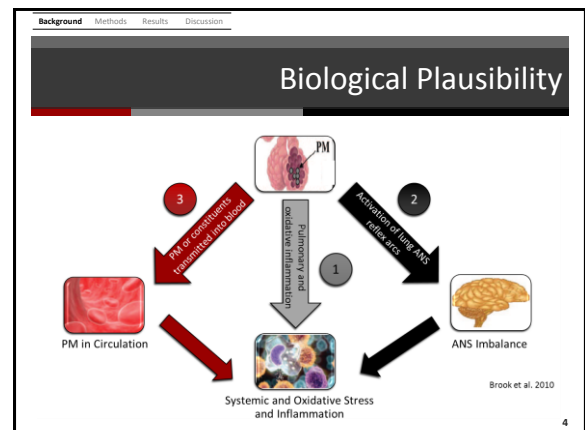 Background Methods Results Discussion
Biological Plausibility
PM
3
PM or constituents
transmitted into blood
Pulmonary and
oxidative inflammation
1
2
Activation of lung ANS
reflex arcs
PM in Circulation
ANS Imbalance
Systemic and Oxidative Stress
and Inflammation
Brook et al. 2010
4